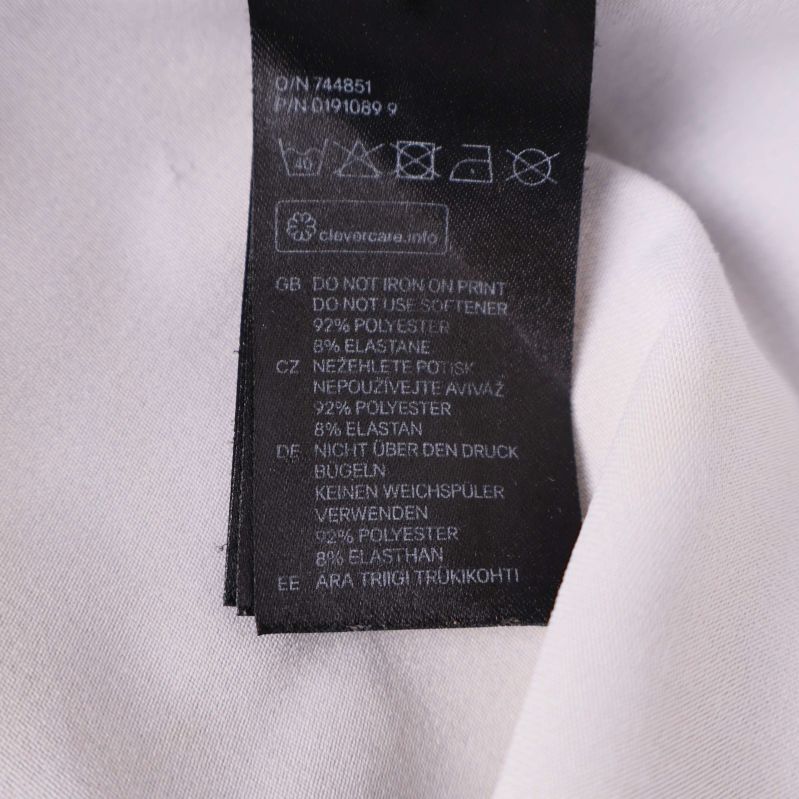 O/N 744851
P/N 0191089 9
40
clevercare.info
GB DO NOT IRON ON PRINT
DO NOT USE SOFTENER
92% POLYESTER
8% ELASTANE
CZ NEŽEHLETE POTISK
NEPOUŽÍVEJTE AVIVÁŽ
92% POLYESTER
8% ELASTAN
DE NICHT ÜBER DEN DRUCK
BÜGELN
KEINEN WEICHSPÜLER
VERWENDEN
92% POLYESTER
8% ELASTHAN
EE ARA TRIIGI TRÜKIKOHTI